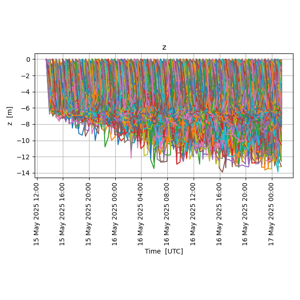 z
0
−2
−4
−6
−8
−10
−12
−14
z [m]
15 May 2025 12:00
15 May 2025 16:00
15 May 2025 20:00
16 May 2025 00:00
16 May 2025 04:00
16 May 2025 08:00
16 May 2025 12:00
16 May 2025 16:00
16 May 2025 20:00
17 May 2025 00:00
Time [UTC]